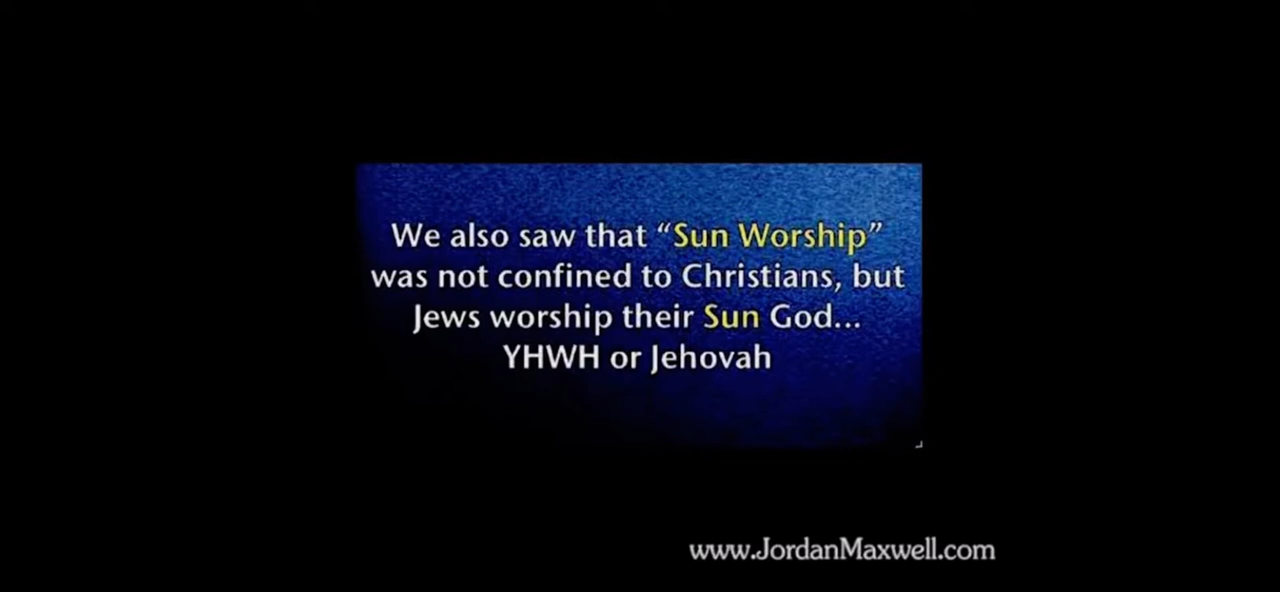 We also saw that “Sun Worship”
was not confined to Christians, but
Jews worship their Sun God...
YHWH or Jehovah
www.JordanMaxwell.com